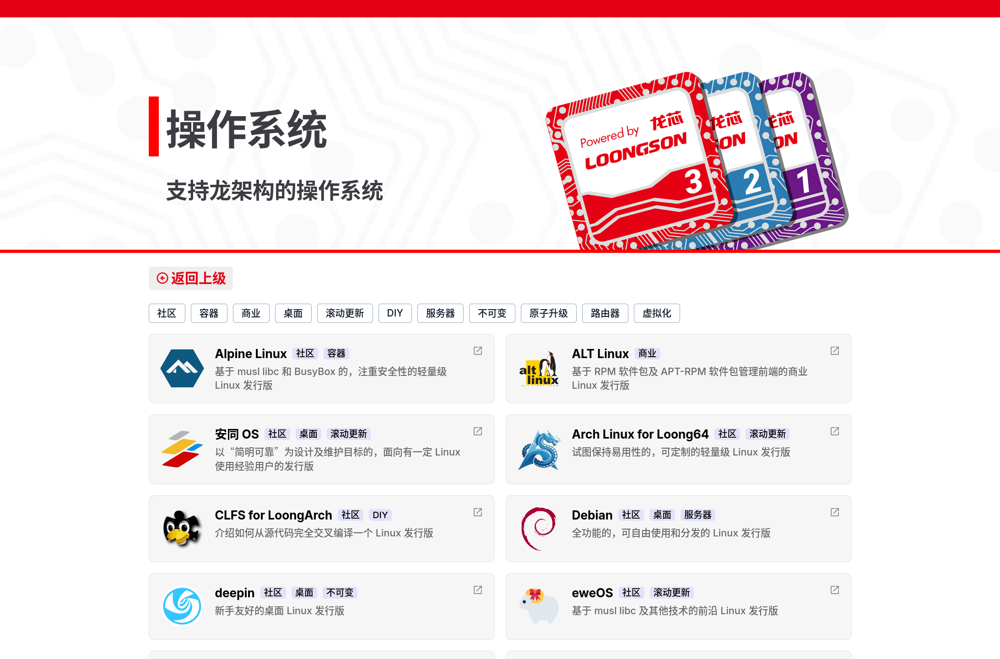 操作系统
支持龙架构的操作系统
Powered by 龙芯
LOONGSON
3
龙芯
SON
2
龙芯
ON
1
返回上级
社区 容器 商业 桌面 滚动更新 DIY 服务器 不可变 原子升级 路由器 虚拟化
Alpine Linux 社区 容器
基于 musl libc 和 BusyBox 的，注重安全性的轻量级
Linux 发行版
alt
linux
ALT LINUX TEAM
ALT Linux 商业
基于 RPM 软件包及 APT-RPM 软件包管理前端的商业
Linux 发行版
安同 OS 社区 桌面 滚动更新
以“简明可靠”为设计及维护目标的，面向有一定 Linux
使用经验用户的发行版
Arch Linux for Loong64 社区 滚动更新
试图保持易用性的，可定制的轻量级 Linux 发行版
CLFS for LoongArch 社区 DIY
介绍如何从源代码完全交叉编译一个 Linux 发行版
Debian 社区 桌面 服务器
全功能的，可自由使用和分发的 Linux 发行版
deepin 社区 桌面 不可变
新手友好的桌面 Linux 发行版
eweOS 社区 滚动更新
基于 musl libc 及其他技术的前沿 Linux 发行版